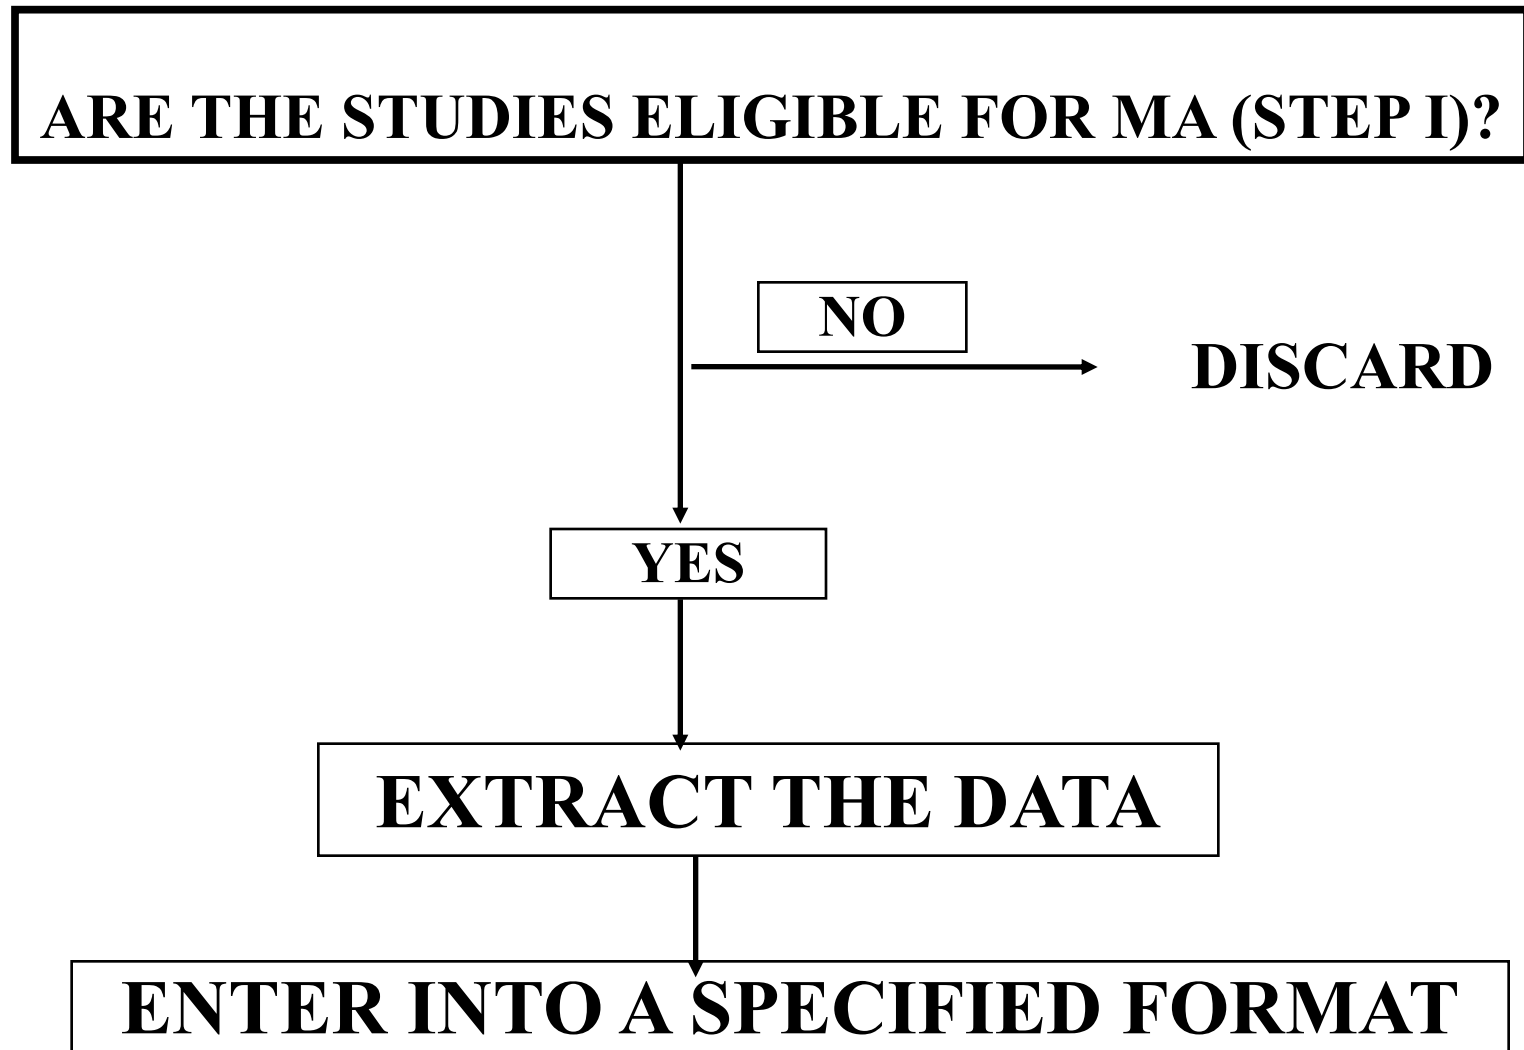 ARE THE STUDIES ELIGIBLE FOR MA (STEP I)?
NO
DISCARD
YES
EXTRACT THE DATA
ENTER INTO A SPECIFIED FORMAT